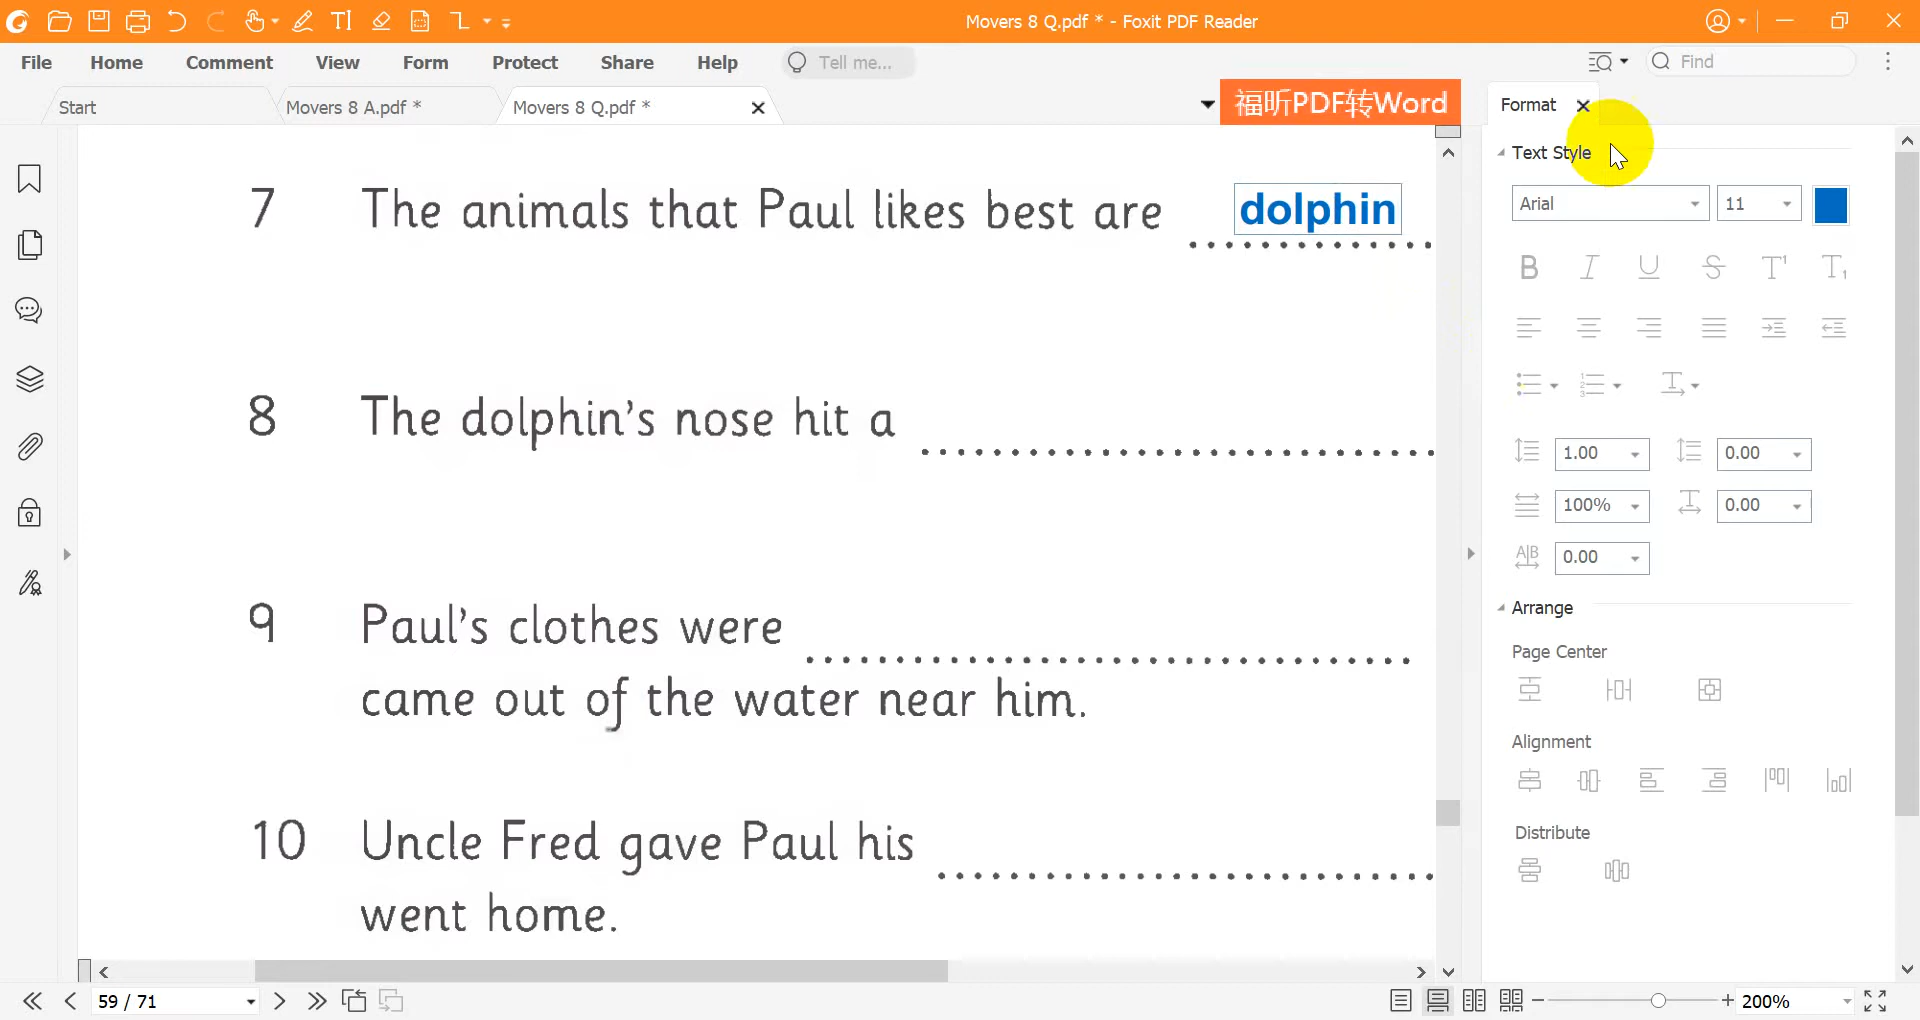 Movers 8 Q.pdf * - Foxit PDF Reader
File Home Comment View Form Protect Share Help Tell me... Find
Start Movers 8 A.pdf * Movers 8 Q.pdf * 福昕PDF转Word Format
7 The animals that Paul likes best are dolphin
8 The dolphin's nose hit a
9 Paul's clothes were
came out of the water near him.
10 Uncle Fred gave Paul his
went home.
Text Style
Arial 11
1.00 0.00
100% 0.00
0.00
Arrange
Page Center
Alignment
Distribute
59 / 71 200%